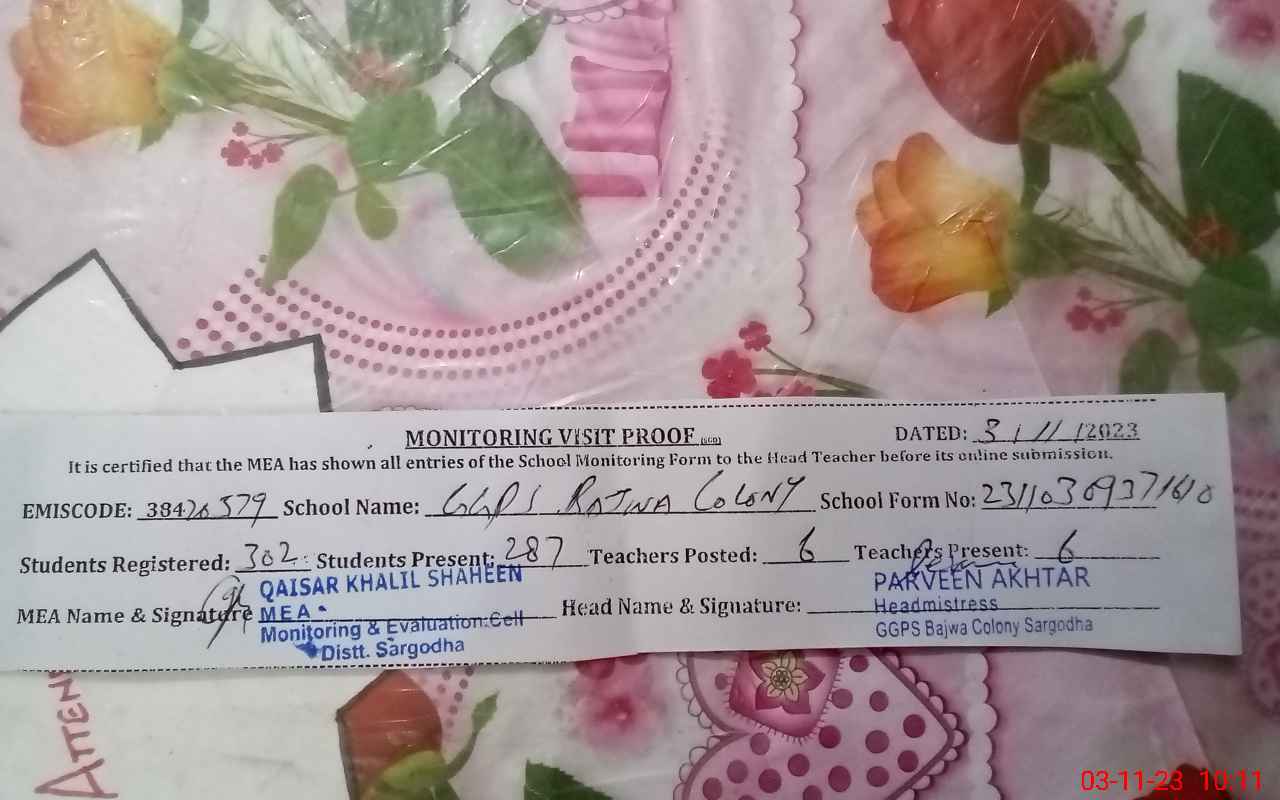 MONITORING VISIT PROOF (SED) DATED: 3/11/2023
It is certified that the MEA has shown all entries of the School Monitoring Form to the Head Teacher before its online submission.
EMISCODE: 38420579 School Name: GGPS BAJWA COLONY School Form No:
Students Registered: 302 Students Present: 287 Teachers Posted: 6 Teachers Present: 6
MEA Name & Signature QAISAR KHALIL SHAHEEN Head Name & Signature: PARVEEN AKHTAR
MEA Headmistress
Monitoring & Evaluation Cell GGPS Bajwa Colony Sargodha
Distt. Sargodha
ATTEN
03-11-23 10:11